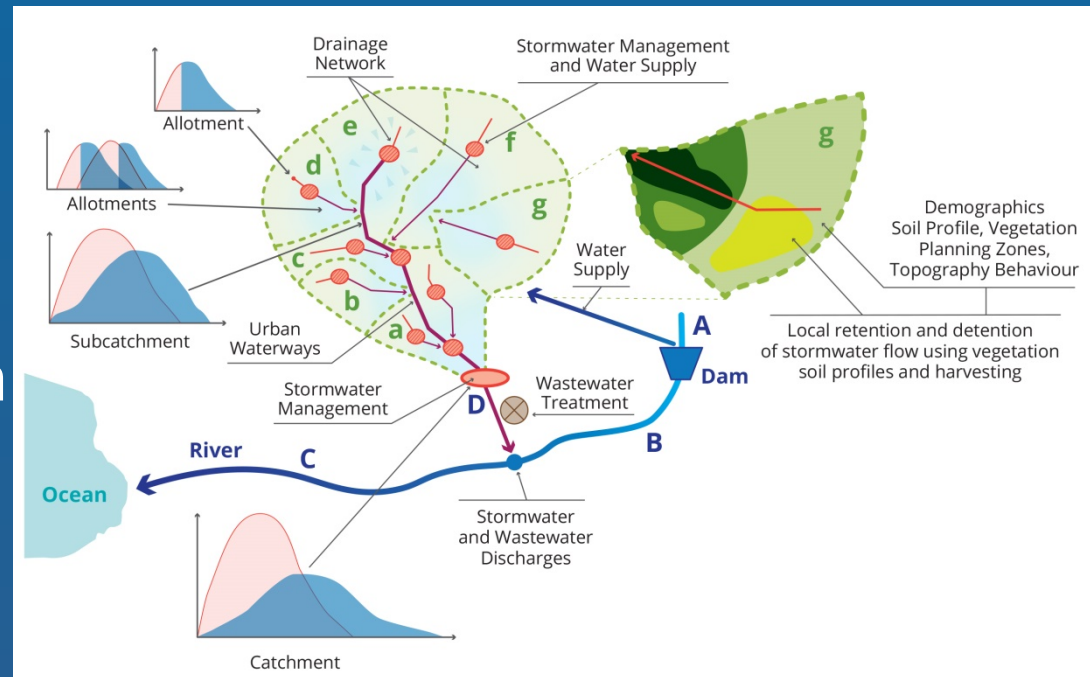 Drainage
Network
Stormwater Management
and Water Supply
Allotment
Allotments
Subcatchment
e
f
d
g
c
b
a
g
Water
Supply
Demographics
Soil Profile, Vegetation
Planning Zones,
Topography Behaviour
Local retention and detention
of stormwater flow using vegetation
soil profiles and harvesting
Urban
Waterways
A
Dam
Stormwater
Management
D
Wastewater
Treatment
B
River
C
Ocean
Stormwater
and Wastewater
Discharges
Catchment